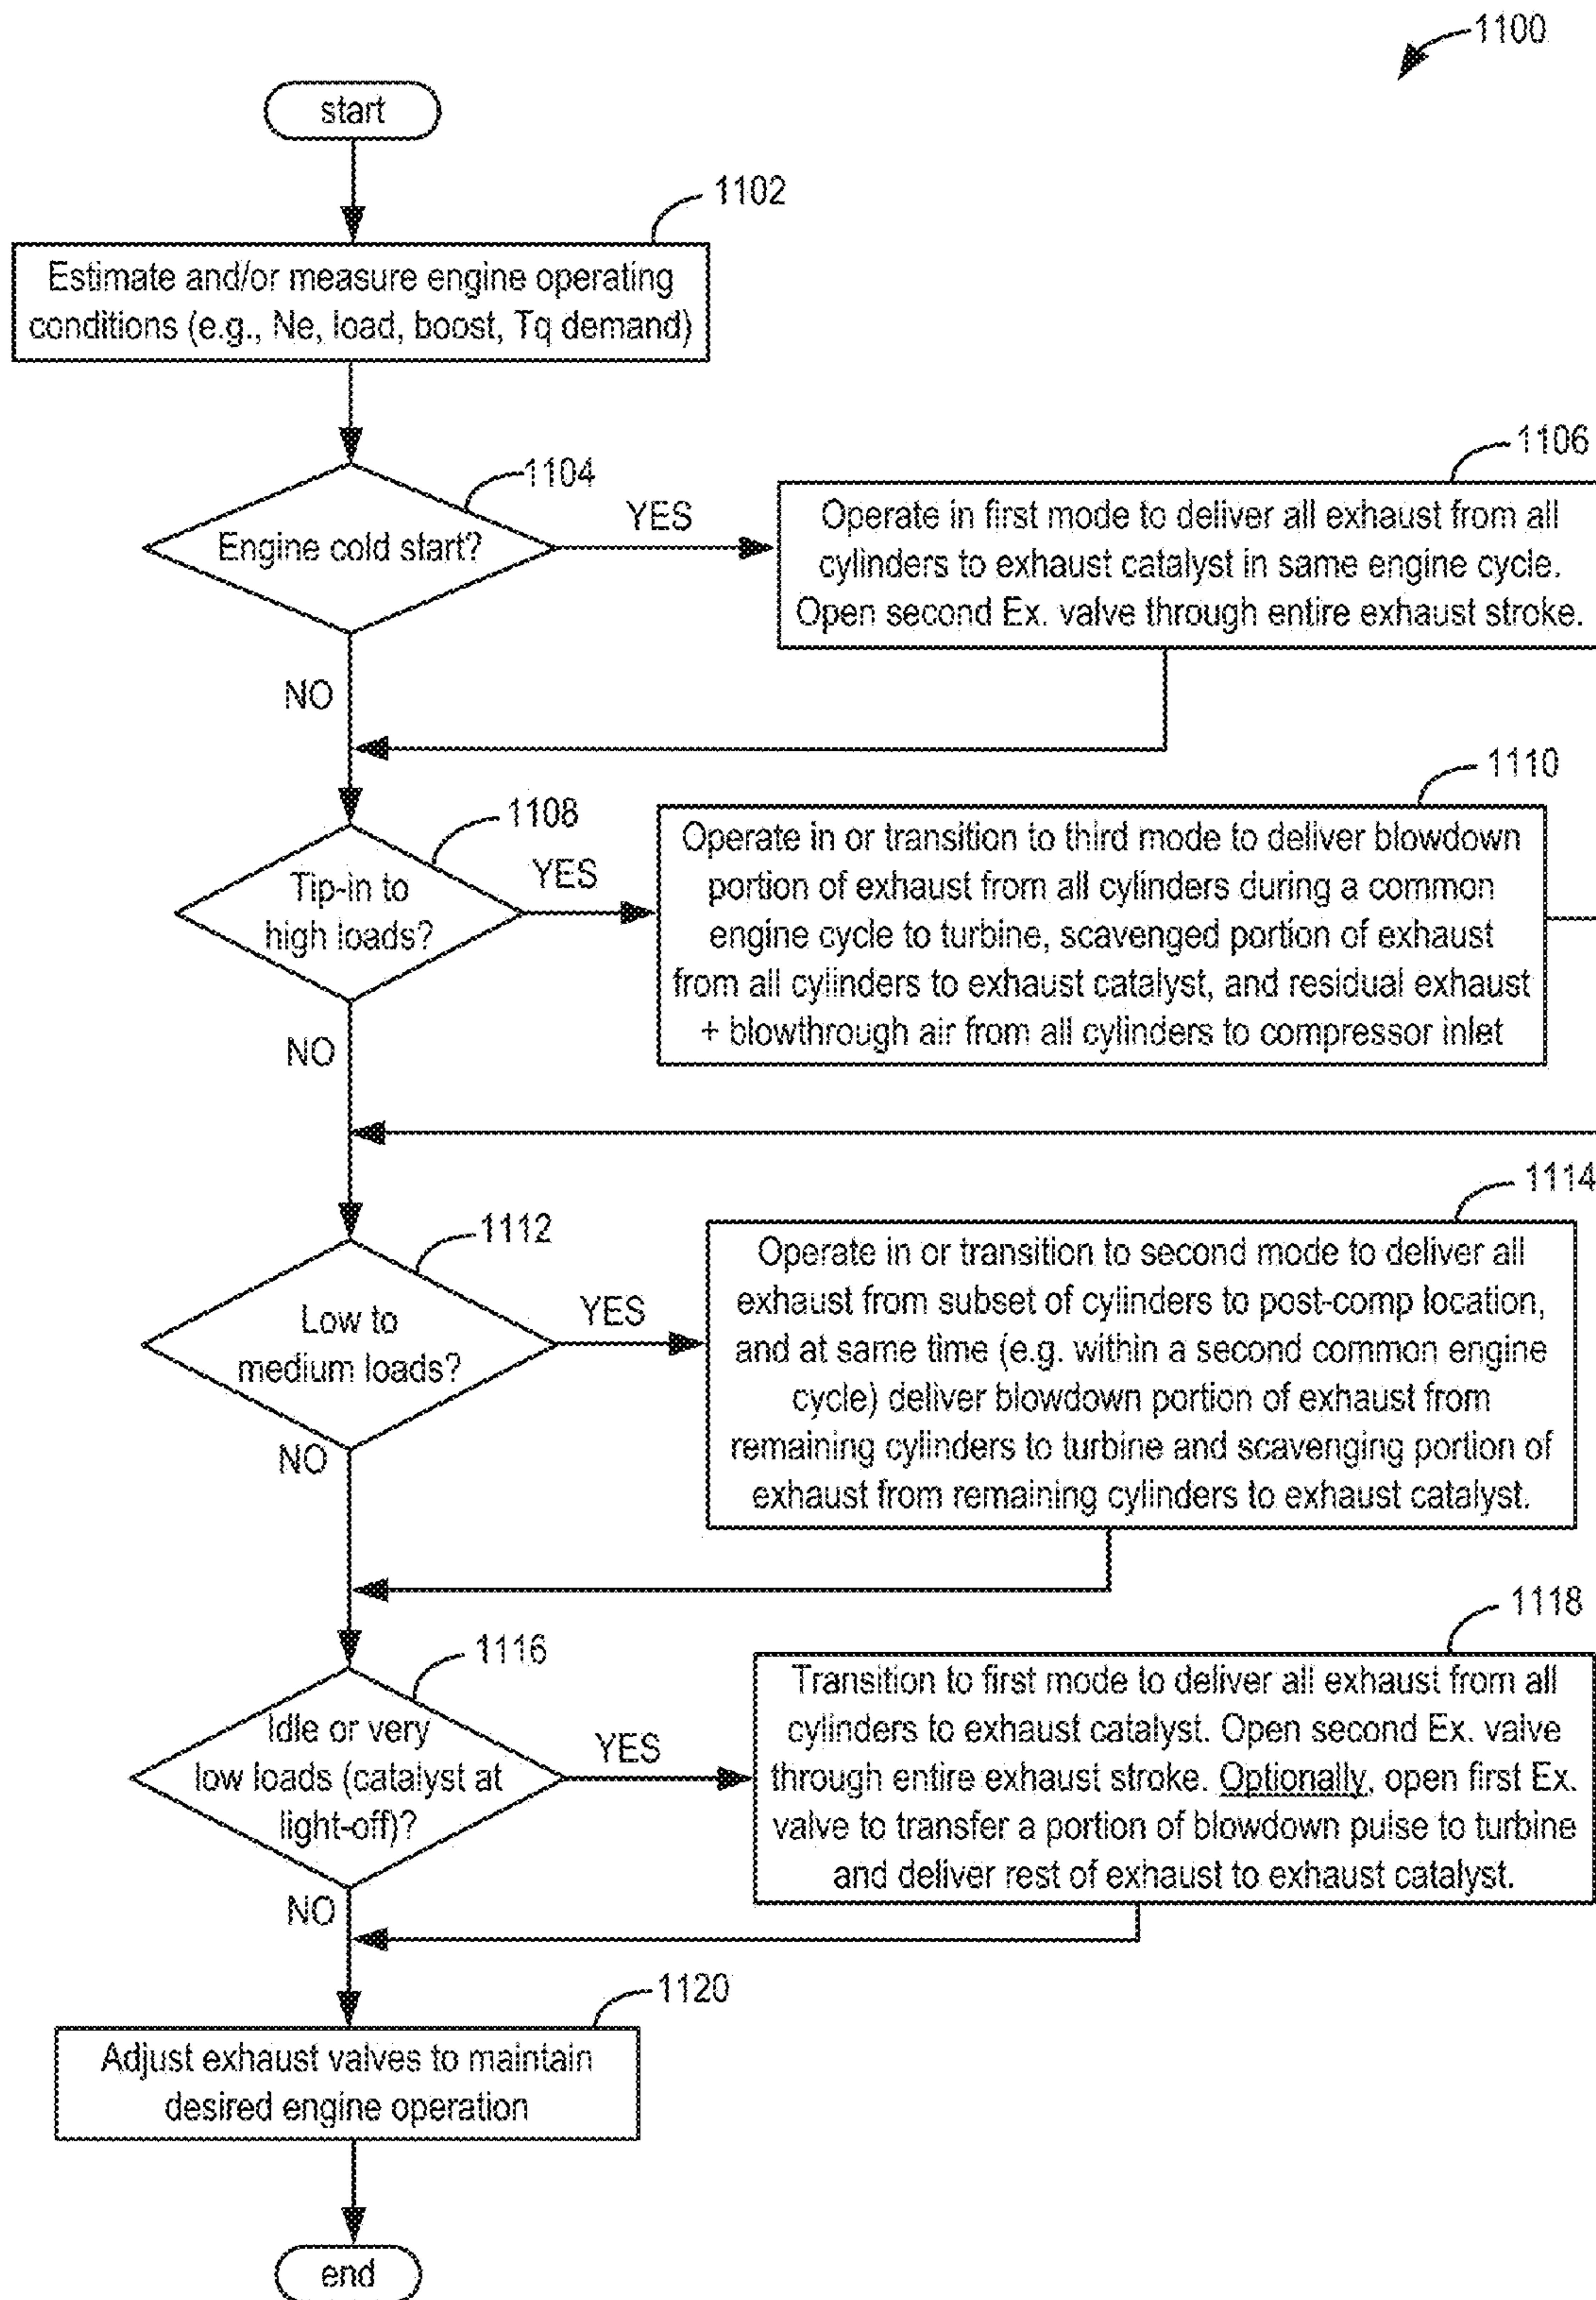 1100
start
1102
Estimate and/or measure engine operating
conditions (e.g., Ne, load, boost, Tq demand)
1104
Engine cold start?
YES
NO
1106
Operate in first mode to deliver all exhaust from all
cylinders to exhaust catalyst in same engine cycle.
Open second Ex. valve through entire exhaust stroke.
1108
Tip-in to
high loads?
YES
NO
1110
Operate in or transition to third mode to deliver blowdown
portion of exhaust from all cylinders during a common
engine cycle to turbine, scavenged portion of exhaust
from all cylinders to exhaust catalyst, and residual exhaust
+ blowthrough air from all cylinders to compressor inlet
1112
Low to
medium loads?
YES
NO
1114
Operate in or transition to second mode to deliver all
exhaust from subset of cylinders to post-comp location,
and at same time (e.g. within a second common engine
cycle) deliver blowdown portion of exhaust from
remaining cylinders to turbine and scavenging portion of
exhaust from remaining cylinders to exhaust catalyst.
1116
Idle or very
low loads (catalyst at
light-off)?
YES
NO
1118
Transition to first mode to deliver all exhaust from all
cylinders to exhaust catalyst. Open second Ex. valve
through entire exhaust stroke. Optionally, open first Ex.
valve to transfer a portion of blowdown pulse to turbine
and deliver rest of exhaust to exhaust catalyst.
1120
Adjust exhaust valves to maintain
desired engine operation
end